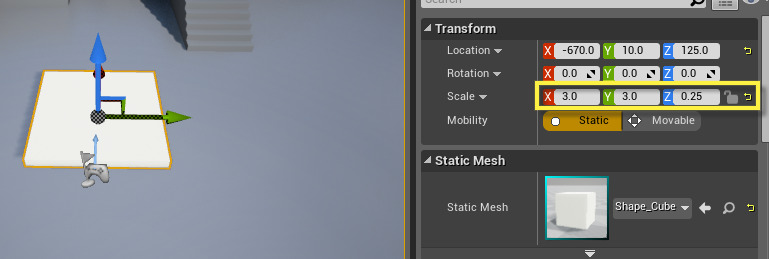 Search
Transform
Location X -670.0 Y 10.0 Z 125.0
Rotation X 0.0 Y 0.0 Z 0.0
Scale X 3.0 Y 3.0 Z 0.25
Mobility Static Movable
Static Mesh
Static Mesh Shape_Cube